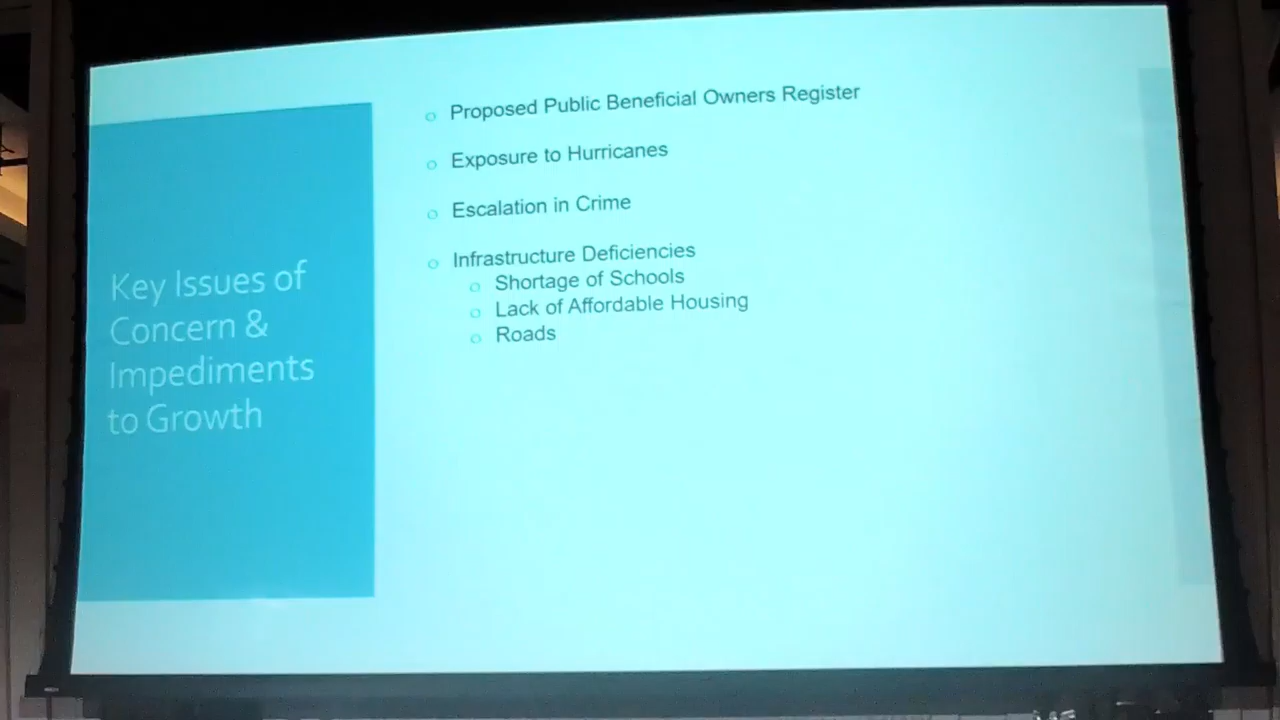 Key Issues of
Concern &
Impediments
to Growth
Proposed Public Beneficial Owners Register
Exposure to Hurricanes
Escalation in Crime
Infrastructure Deficiencies
Shortage of Schools
Lack of Affordable Housing
Roads